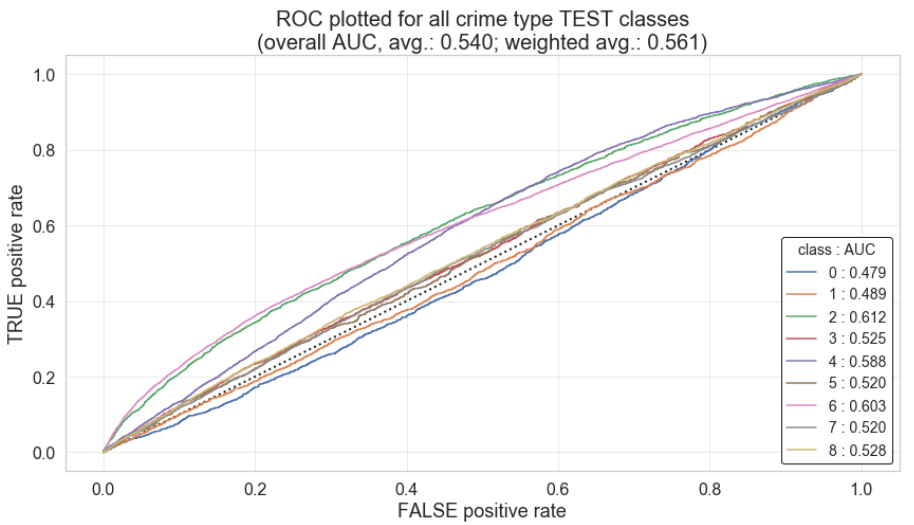 ROC plotted for all crime type TEST classes
(overall AUC, avg.: 0.540; weighted avg.: 0.561)
TRUE positive rate
1.0
0.8
0.6
0.4
0.2
0.0
class : AUC
0 : 0.479
1 : 0.489
2 : 0.612
3 : 0.525
4 : 0.588
5 : 0.520
6 : 0.603
7 : 0.520
8 : 0.528
0.0 0.2 0.4 0.6 0.8 1.0
FALSE positive rate